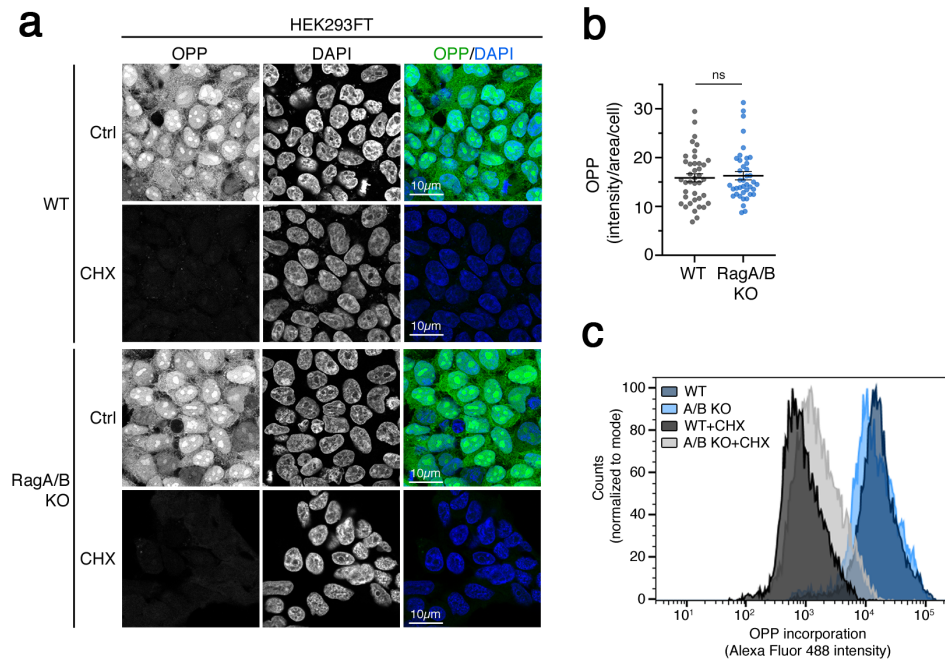 a
HEK293FT
OPP
DAPI
OPP/DAPI
WT
Ctrl
10µm
CHX
10µm
RagA/B
KO
Ctrl
10µm
CHX
10µm
b
ns
OPP
(intensity/area/cell)
30
20
10
0
WT
RagA/B
KO
c
WT
A/B KO
WT+CHX
A/B KO+CHX
Counts
(normalized to mode)
100
80
60
40
20
0
10¹
10²
10³
10⁴
10⁵
OPP incorporation
(Alexa Fluor 488 intensity)